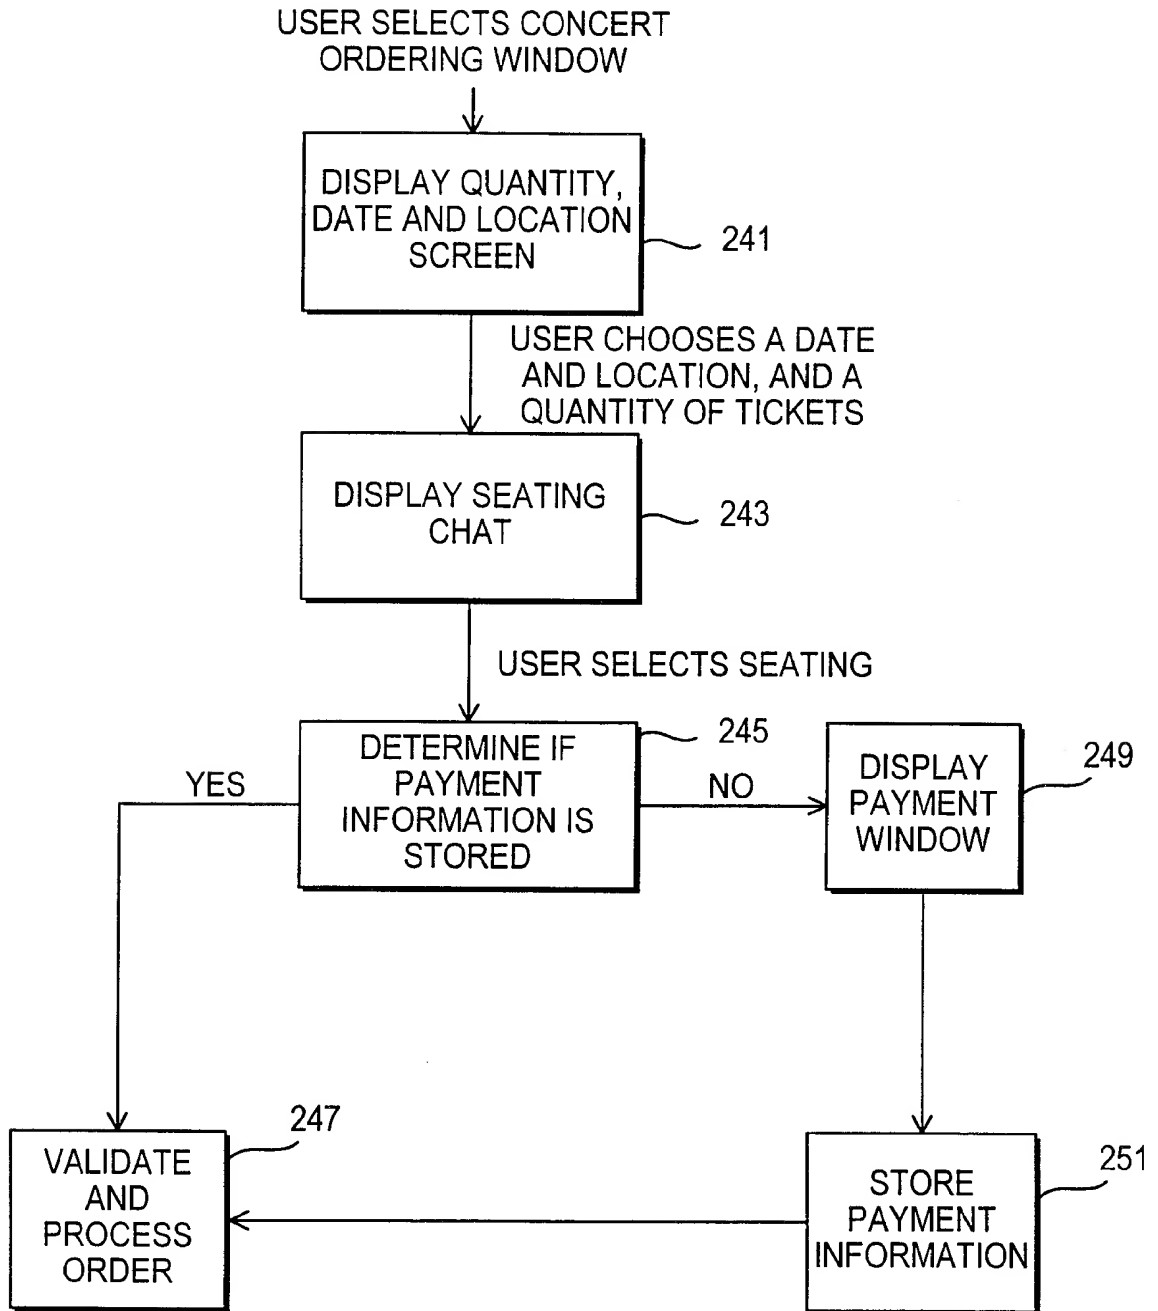 USER SELECTS CONCERT
ORDERING WINDOW
DISPLAY QUANTITY,
DATE AND LOCATION
SCREEN
241
USER CHOOSES A DATE
AND LOCATION, AND A
QUANTITY OF TICKETS
DISPLAY SEATING
CHAT
243
USER SELECTS SEATING
DETERMINE IF
PAYMENT
INFORMATION IS
STORED
245
YES
NO
DISPLAY
PAYMENT
WINDOW
249
VALIDATE
AND
PROCESS
ORDER
247
STORE
PAYMENT
INFORMATION
251